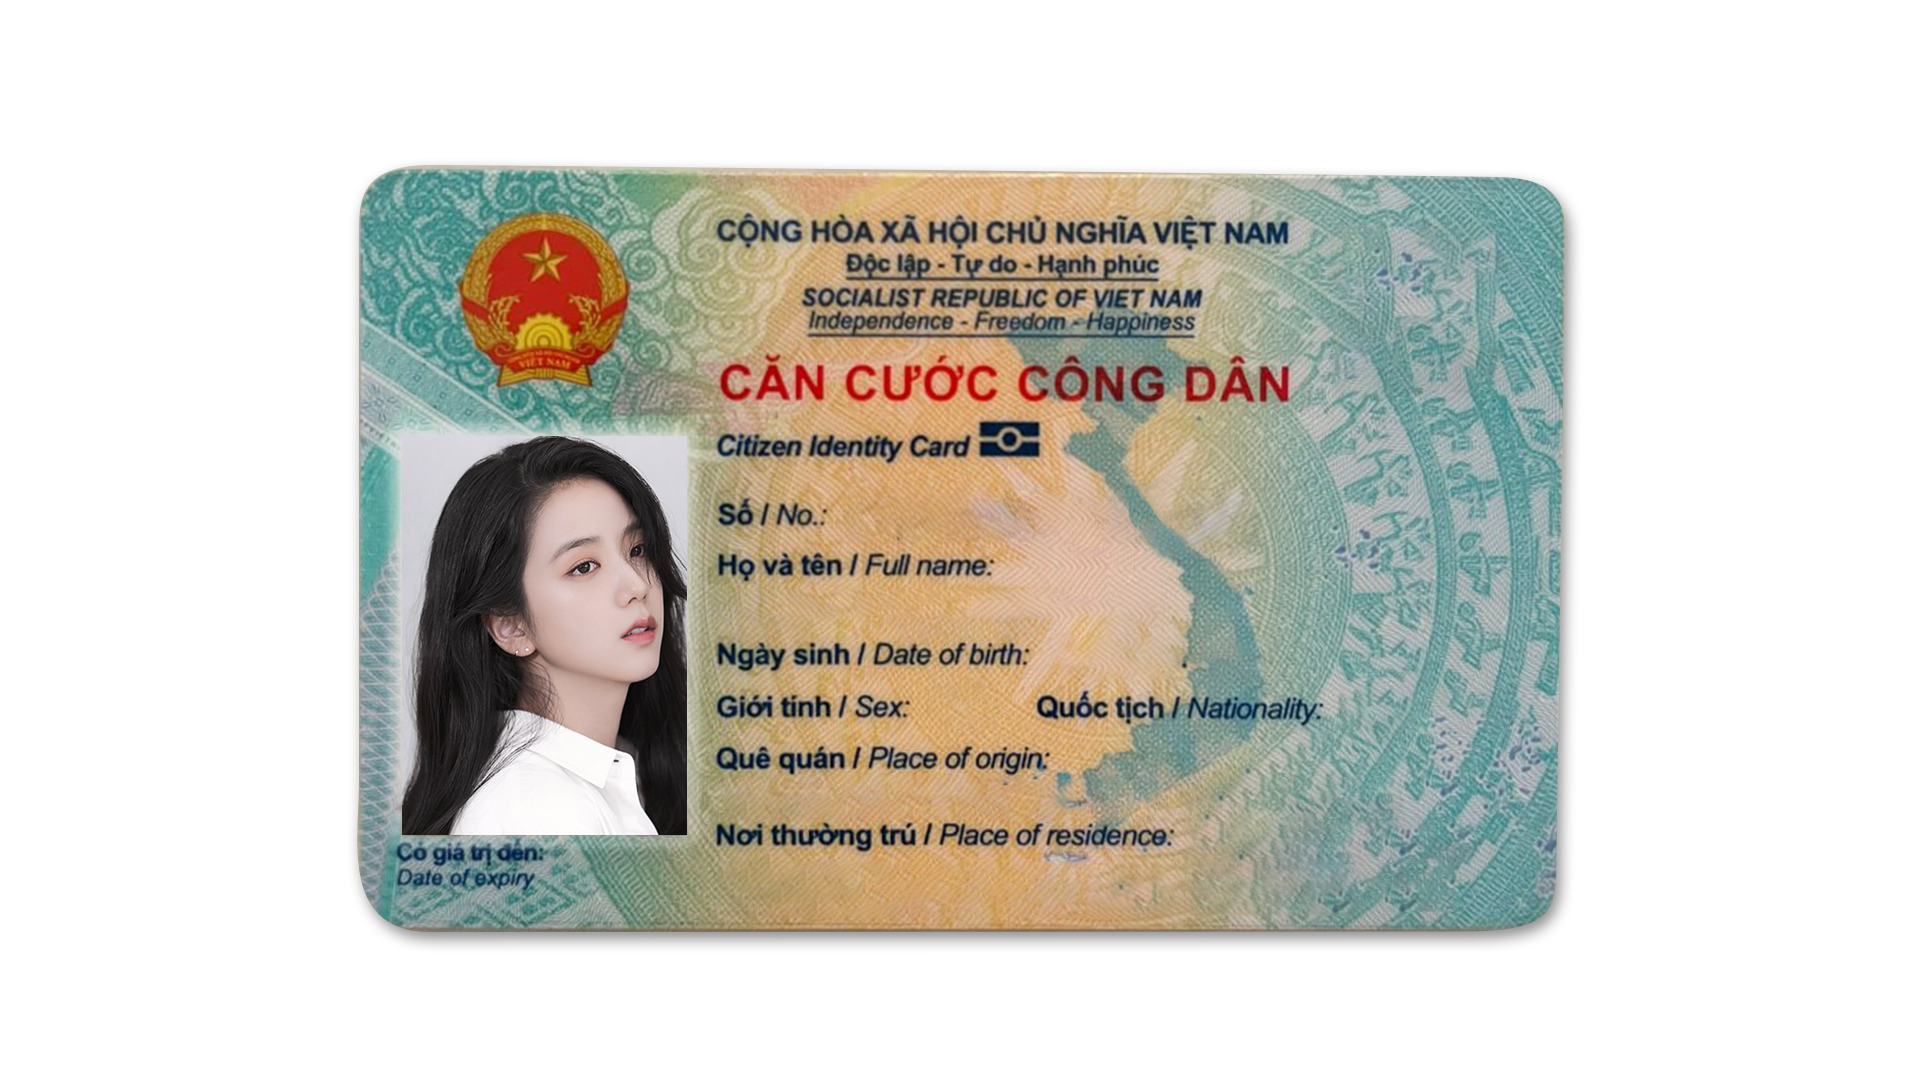 CỘNG HÒA XÃ HỘI CHỦ NGHĨA VIỆT NAM
Độc lập - Tự do - Hạnh phúc
SOCIALIST REPUBLIC OF VIET NAM
Independence - Freedom - Happiness
VIỆT NAM
CĂN CƯỚC CÔNG DÂN
Citizen Identity Card
Số / No.:
Họ và tên / Full name:
Ngày sinh / Date of birth:
Giới tính / Sex: Quốc tịch / Nationality:
Quê quán / Place of origin:
Nơi thường trú / Place of residence:
Có giá trị đến:
Date of expiry